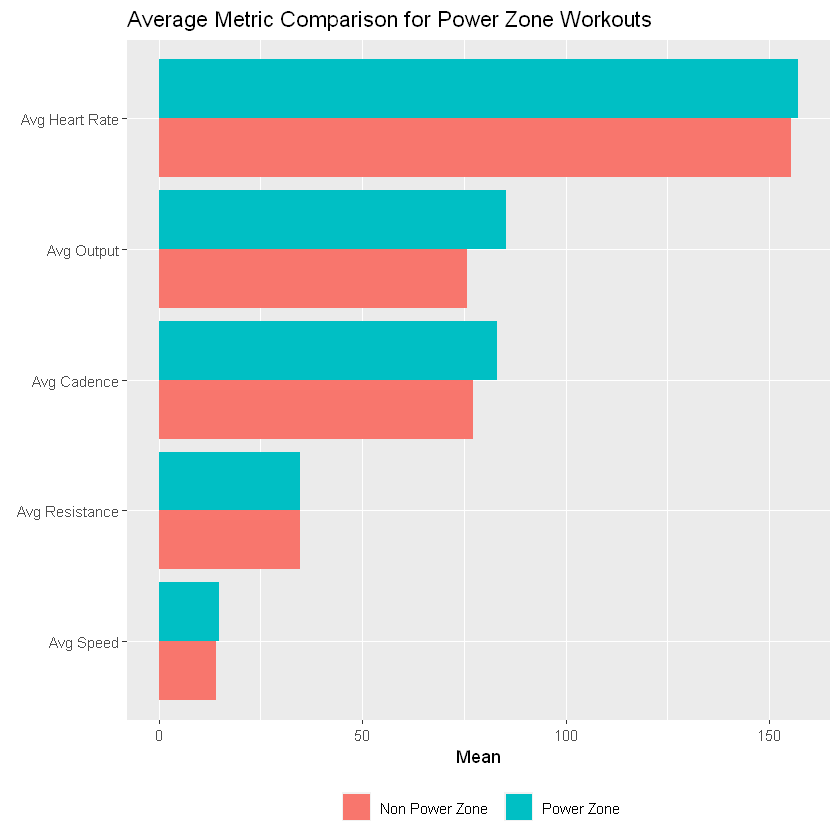 Average Metric Comparison for Power Zone Workouts
Avg Heart Rate
Avg Output
Avg Cadence
Avg Resistance
Avg Speed
0 50 100 150
Mean
Non Power Zone Power Zone